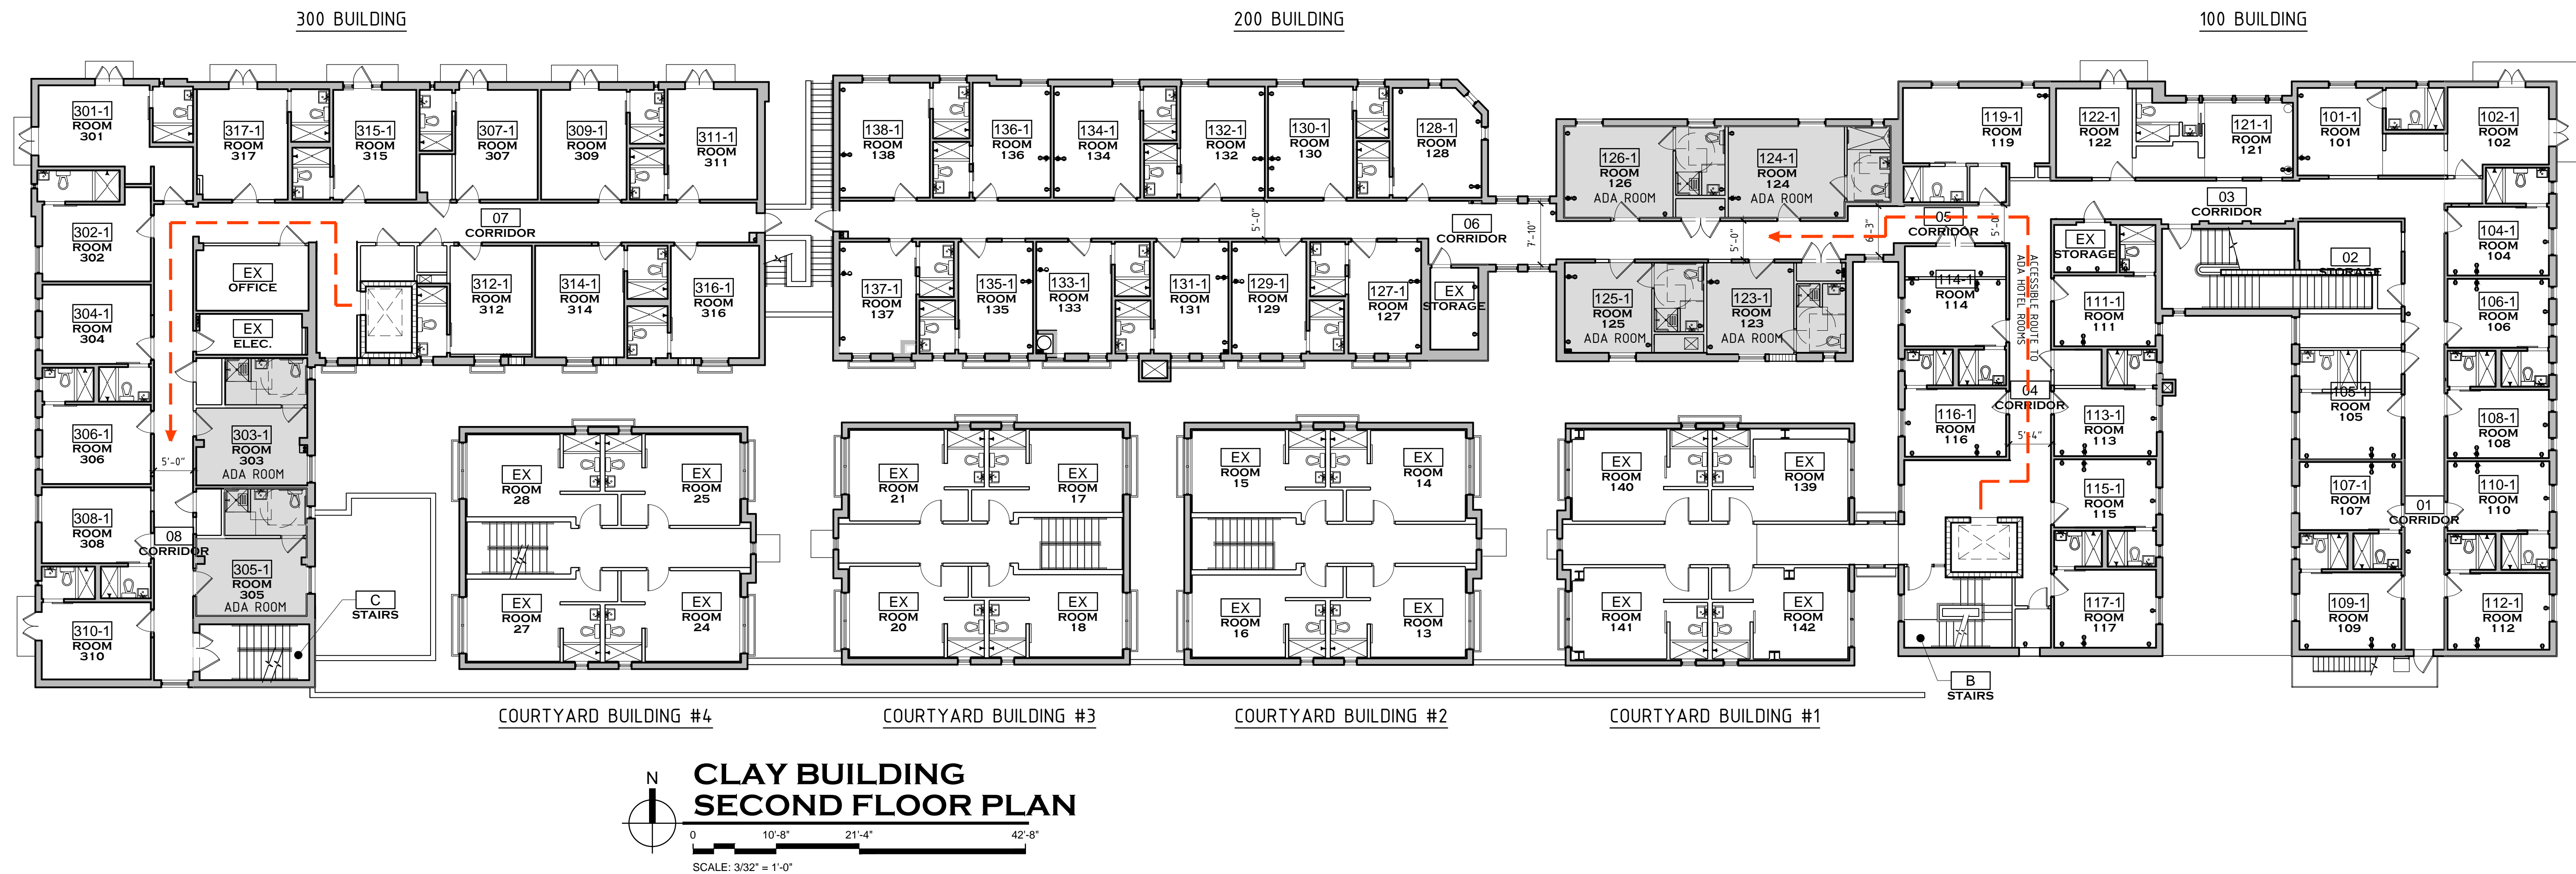 300 BUILDING
200 BUILDING
100 BUILDING
301-1
ROOM
301
317-1
ROOM
317
315-1
ROOM
315
307-1
ROOM
307
309-1
ROOM
309
311-1
ROOM
311
138-1
ROOM
138
136-1
ROOM
136
134-1
ROOM
134
132-1
ROOM
132
130-1
ROOM
130
128-1
ROOM
128
126-1
ROOM
126
ADA ROOM
124-1
ROOM
124
ADA ROOM
119-1
ROOM
119
122-1
ROOM
122
121-1
ROOM
121
101-1
ROOM
101
102-1
ROOM
102
302-1
ROOM
302
07
CORRIDOR
5'-0"
06
CORRIDOR
7'-10"
5'-0"
6'-3"
05
CORRIDOR
5'-0"
03
CORRIDOR
104-1
ROOM
104
EX
OFFICE
EX
ELEC.
312-1
ROOM
312
314-1
ROOM
314
316-1
ROOM
316
137-1
ROOM
137
135-1
ROOM
135
133-1
ROOM
133
131-1
ROOM
131
129-1
ROOM
129
127-1
ROOM
127
EX
STORAGE
125-1
ROOM
125
ADA ROOM
123-1
ROOM
123
ADA ROOM
114-1
ROOM
114
ACCESSIBLE ROUTE TO
ADA HOTEL ROOMS
EX
STORAGE
02
STORAGE
111-1
ROOM
111
106-1
ROOM
106
304-1
ROOM
304
306-1
ROOM
306
303-1
ROOM
303
ADA ROOM
5'-0"
116-1
ROOM
116
04
CORRIDOR
5'-4"
113-1
ROOM
113
105-1
ROOM
105
108-1
ROOM
108
308-1
ROOM
308
08
CORRIDOR
305-1
ROOM
305
ADA ROOM
310-1
ROOM
310
C
STAIRS
EX
ROOM
28
EX
ROOM
25
EX
ROOM
21
EX
ROOM
17
EX
ROOM
15
EX
ROOM
14
EX
ROOM
140
EX
ROOM
139
115-1
ROOM
115
107-1
ROOM
107
01
CORRIDOR
110-1
ROOM
110
EX
ROOM
27
EX
ROOM
24
EX
ROOM
20
EX
ROOM
18
EX
ROOM
16
EX
ROOM
13
EX
ROOM
141
EX
ROOM
142
117-1
ROOM
117
109-1
ROOM
109
112-1
ROOM
112
B
STAIRS
COURTYARD BUILDING #4
COURTYARD BUILDING #3
COURTYARD BUILDING #2
COURTYARD BUILDING #1
N
CLAY BUILDING
SECOND FLOOR PLAN
0 10'-8" 21'-4" 42'-8"
SCALE: 3/32" = 1'-0"